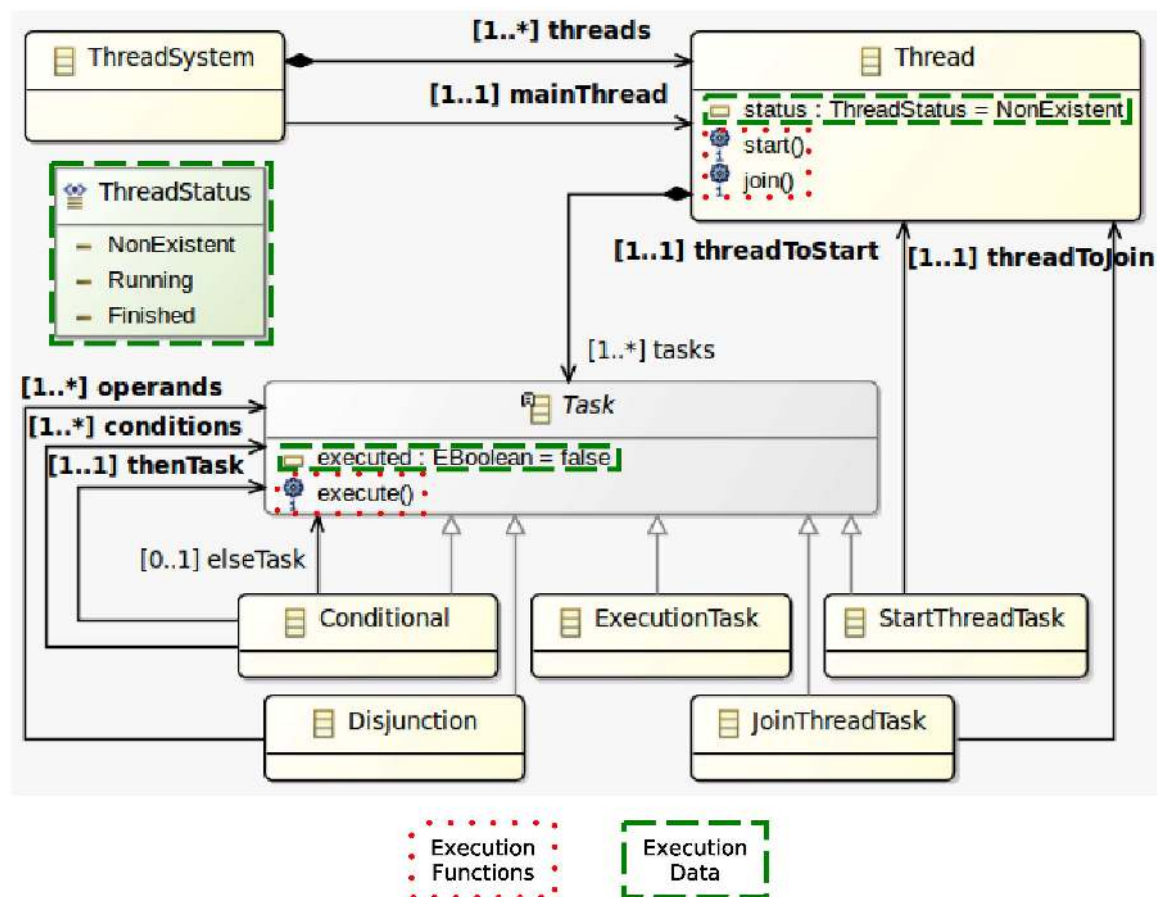 [1..*] threads
ThreadSystem
Thread
[1..1] mainThread
status : ThreadStatus = NonExistent
start()
join()
ThreadStatus
NonExistent
Running
Finished
[1..1] threadToStart
[1..1] threadToJoin
[1..*] tasks
[1..*] operands
Task
[1..*] conditions
executed : EBoolean = false
[1..1] thenTask
execute()
[0..1] elseTask
Conditional
ExecutionTask
StartThreadTask
Disjunction
JoinThreadTask
Execution
Functions
Execution
Data